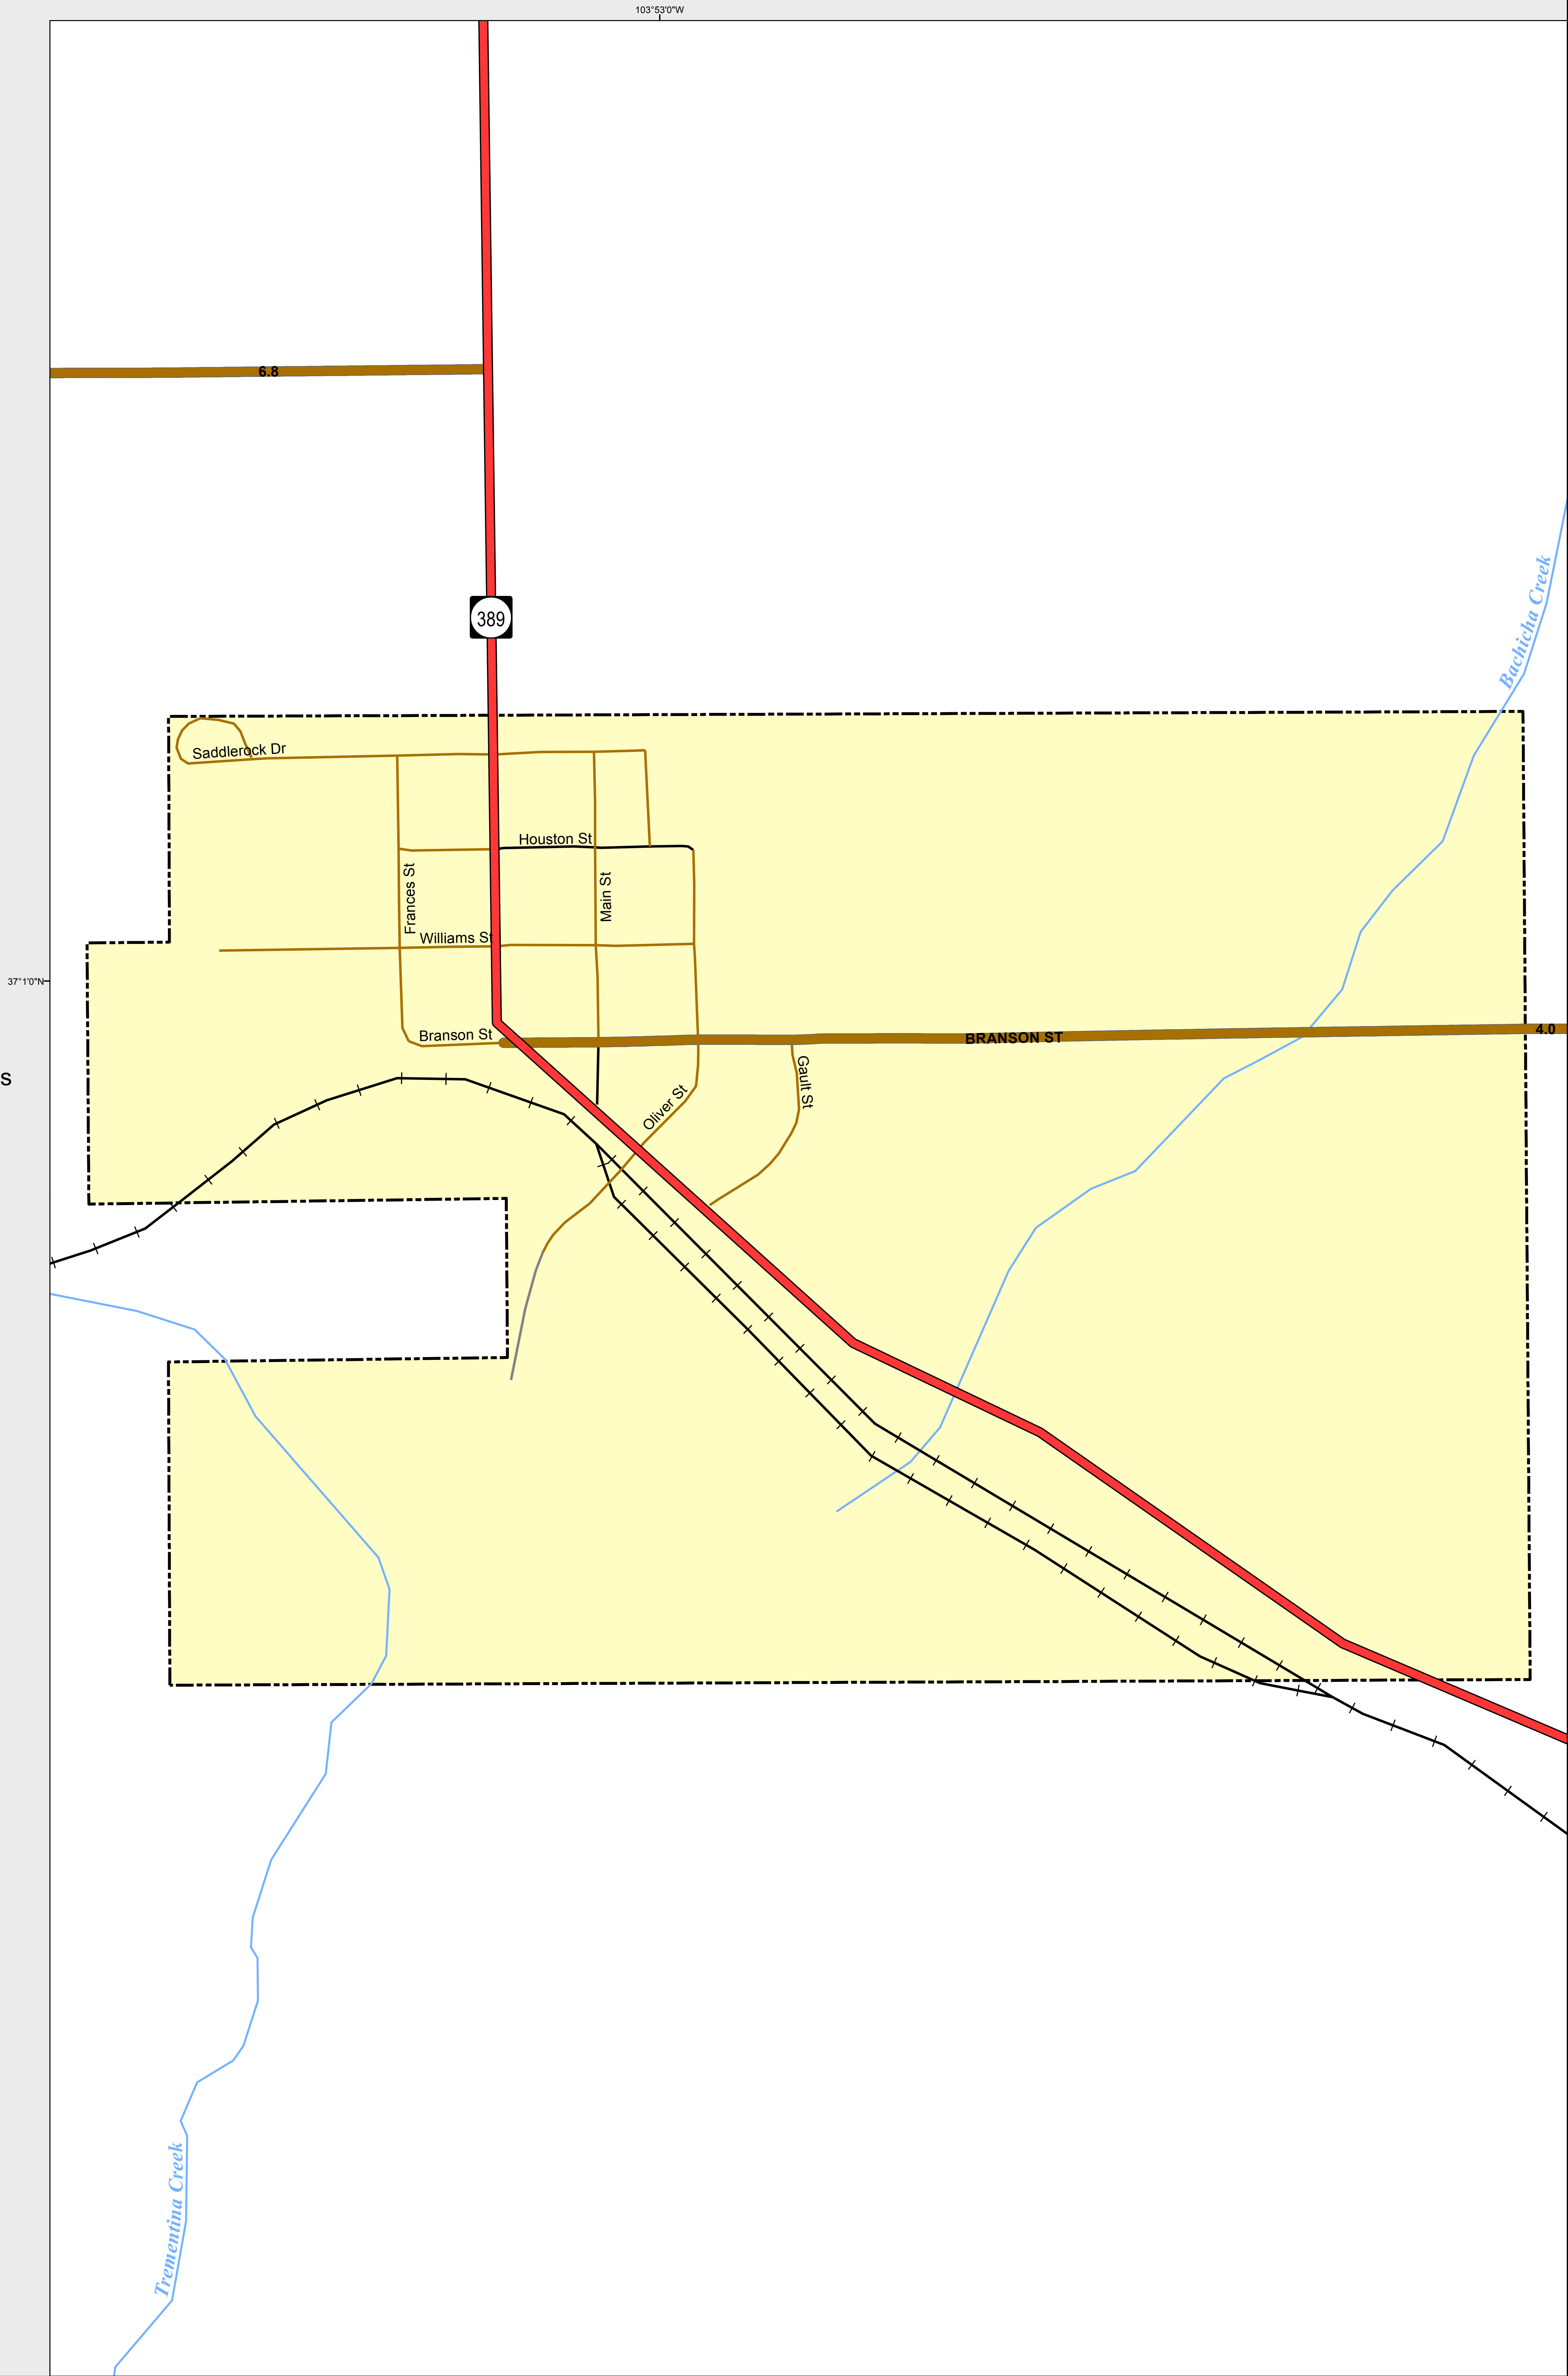 103°53'0"W
6.8
389
Bachicha Creek
Saddlerock Dr
Houston St
Frances St
Main St
Williams St
37°1'0"N
Branson St
BRANSON ST
4.0
s
Oliver St
Gault St
Trementina Creek